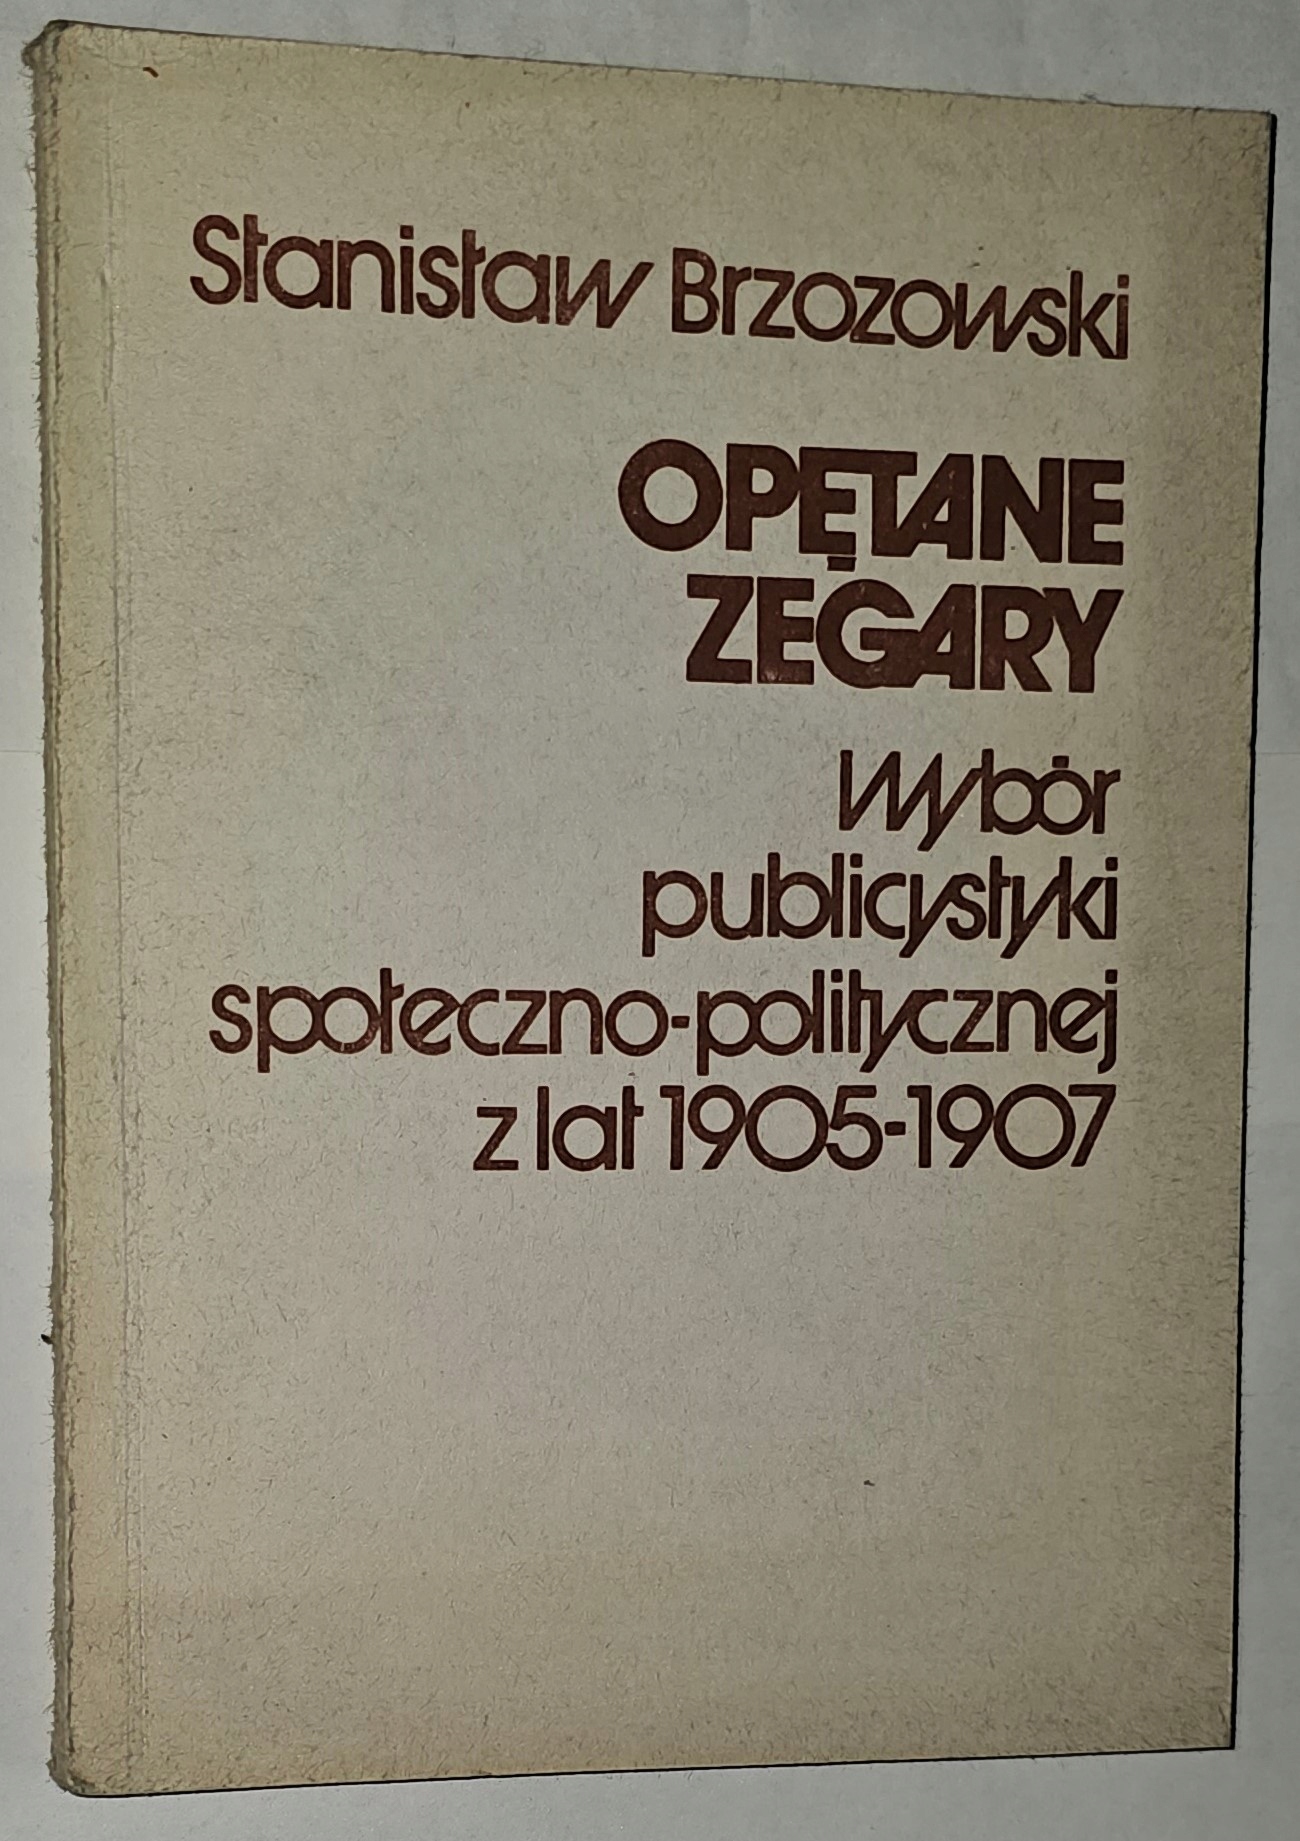 Stanisław Brzozowski
OPĘTANE
ZEGARY
Wybór
publicystyki
społeczno-politycznej
z lat 1905-1907